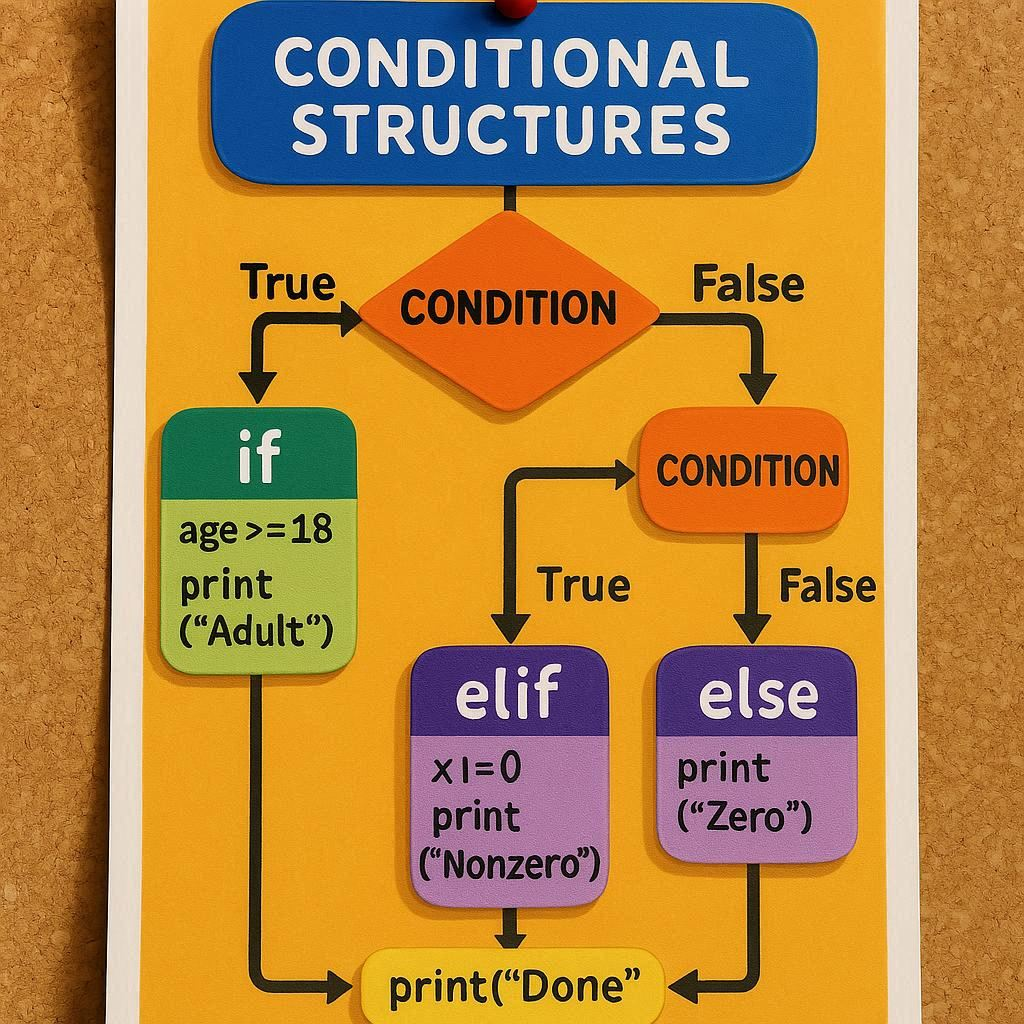 CONDITIONAL
STRUCTURES
True
CONDITION
False
if
age >= 18
print
(“Adult”)
CONDITION
True
False
elif
x I=0
print
(“Nonzero”)
else
print
(“Zero”)
print(“Done”